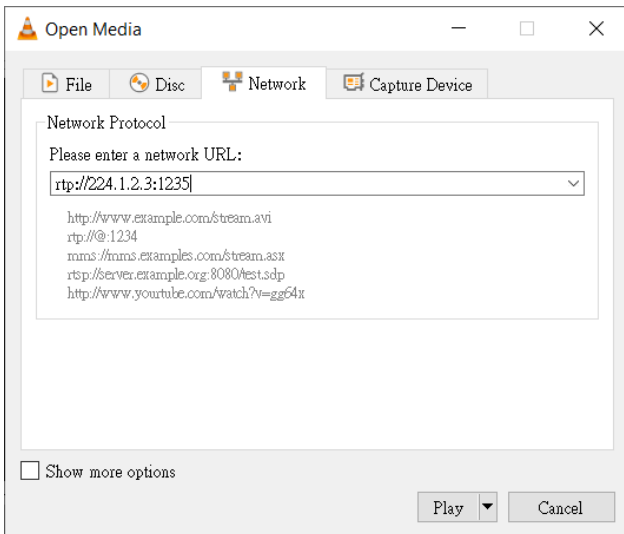 Open Media
File Disc Network Capture Device
Network Protocol
Please enter a network URL:
rtp://224.1.2.3:1235
http://www.example.com/stream.avi
rtp://@:1234
mms://mms.examples.com/stream.asx
rtsp://server.example.org:8080/test.sdp
http://www.yourtube.com/watch?v=gg64x
Show more options
Play Cancel